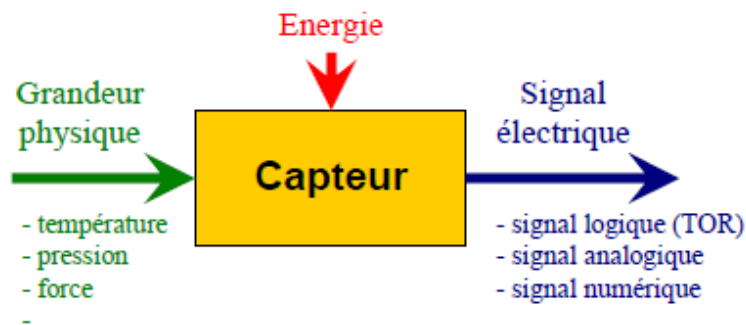 Energie
Grandeur
physique
Signal
électrique
Capteur
- température
- pression
- force
-
- signal logique (TOR)
- signal analogique
- signal numérique